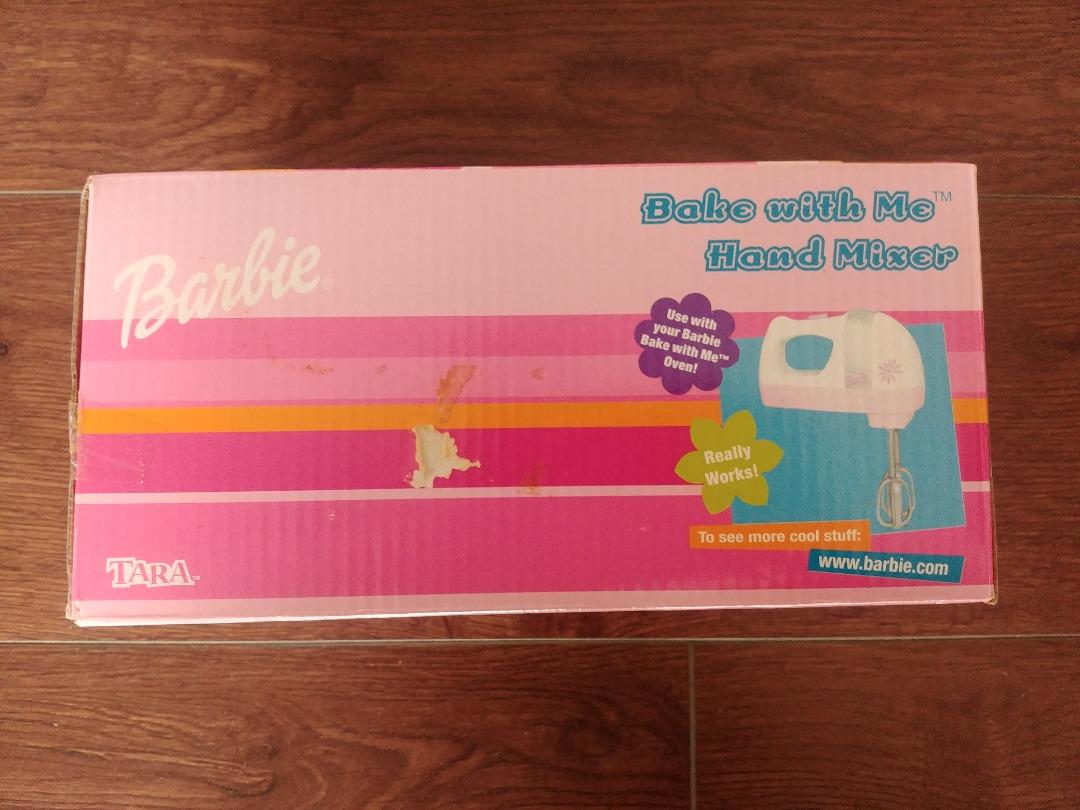 Bake with Me™
Hand Mixer
Barbie®
Use with
your Barbie
Bake with Me™
Oven!
Really
Works!
To see more cool stuff:
www.barbie.com
TARA™